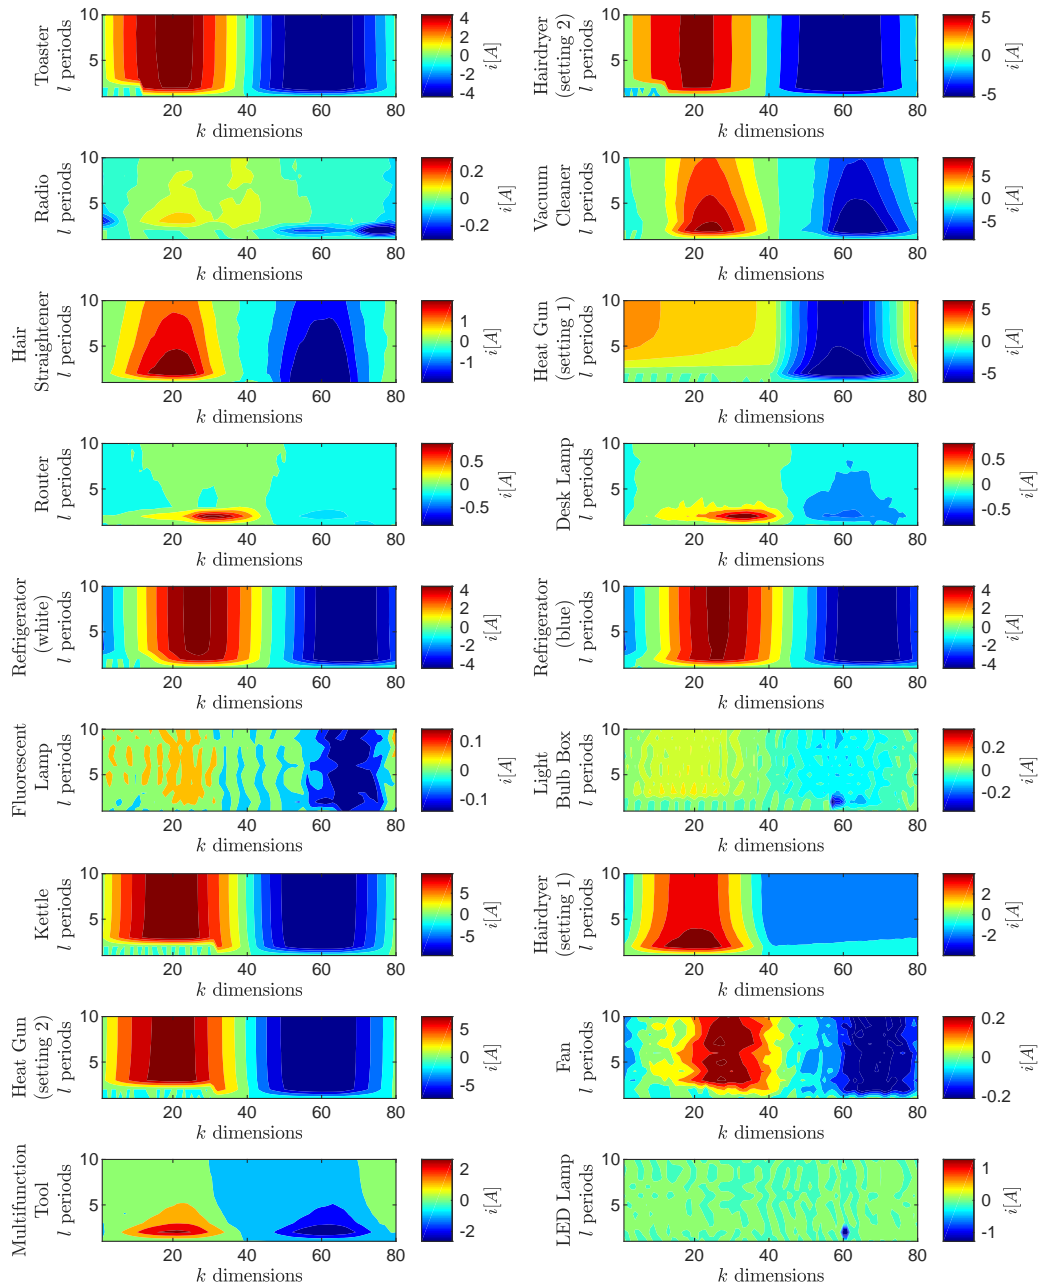 Toaster
l periods
10
5
20 40 60 80
k dimensions
4
2
0
-2
-4
i[A]
Hairdryer
(setting 2)
l periods
10
5
20 40 60 80
k dimensions
5
0
-5
i[A]
Radio
l periods
10
5
20 40 60 80
k dimensions
0.2
0
-0.2
i[A]
Vacuum
Cleaner
l periods
10
5
20 40 60 80
k dimensions
5
0
-5
i[A]
Hair
Straightener
l periods
10
5
20 40 60 80
k dimensions
1
0
-1
i[A]
Heat Gun
(setting 1)
l periods
10
5
20 40 60 80
k dimensions
5
0
-5
i[A]
Router
l periods
10
5
20 40 60 80
k dimensions
0.5
0
-0.5
i[A]
Desk Lamp
l periods
10
5
20 40 60 80
k dimensions
0.5
0
-0.5
i[A]
Refrigerator
(white)
l periods
10
5
20 40 60 80
k dimensions
4
2
0
-2
-4
i[A]
Refrigerator
(blue)
l periods
10
5
20 40 60 80
k dimensions
4
2
0
-2
-4
i[A]
Fluorescent
Lamp
l periods
10
5
20 40 60 80
k dimensions
0.1
0
-0.1
i[A]
Light
Bulb Box
l periods
10
5
20 40 60 80
k dimensions
0.2
0
-0.2
i[A]
Kettle
l periods
10
5
20 40 60 80
k dimensions
5
0
-5
i[A]
Hairdryer
(setting 1)
l periods
10
5
20 40 60 80
k dimensions
2
0
-2
i[A]
Heat Gun
(setting 2)
l periods
10
5
20 40 60 80
k dimensions
5
0
-5
i[A]
Fan
l periods
10
5
20 40 60 80
k dimensions
0.2
0
-0.2
i[A]
Multifunction
Tool
l periods
10
5
20 40 60 80
k dimensions
2
0
-2
i[A]
LED Lamp
l periods
10
5
20 40 60 80
k dimensions
1
0
-1
i[A]